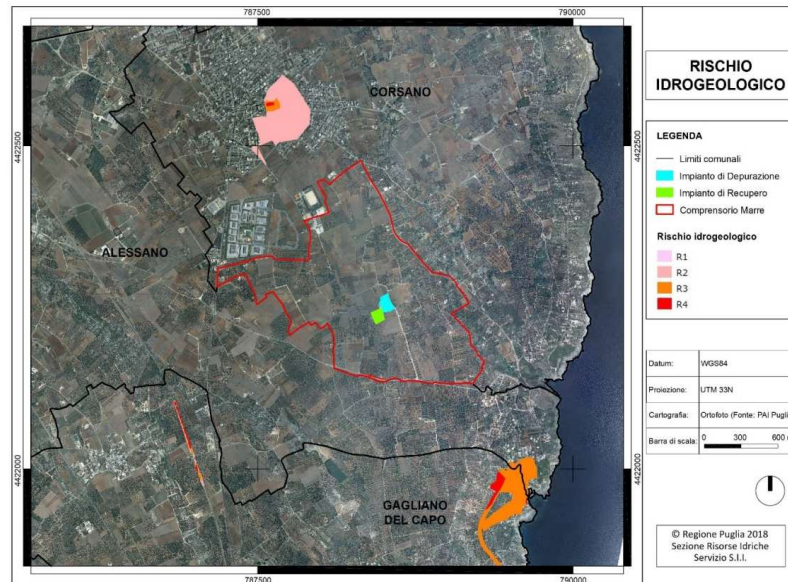 787500
790000
4422500
4422500
4422000
4422000
787500
790000
CORSANO
ALESSANO
GAGLIANO
DEL CAPO
RISCHIO
IDROGEOLOGICO
LEGENDA
Limiti comunali
Impianto di Depurazione
Impianto di Recupero
Comprensorio Marre
Rischio idrogeologico
R1
R2
R3
R4
Datum: WGS84
Proiezione: UTM 33N
Cartografia: Ortofoto (Fonte: PAI Puglia
Barra di scala: 0 300 600
© Regione Puglia 2018
Sezione Risorse Idriche
Servizio S.I.I.